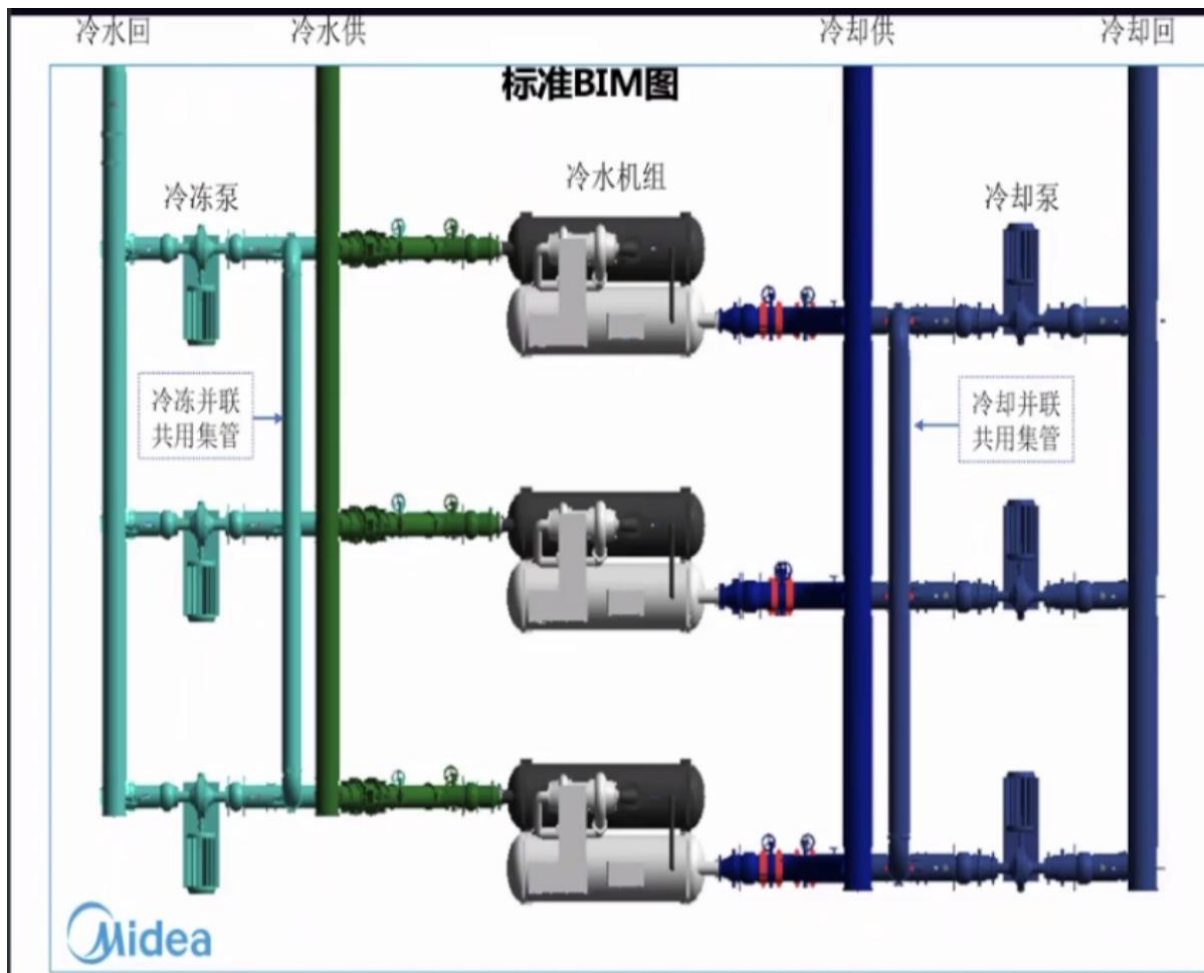 冷水回
冷水供
冷却供
冷却回
标准BIM图
冷水机组
冷冻泵
冷却泵
冷冻并联
共用集管
冷却并联
共用集管
Midea